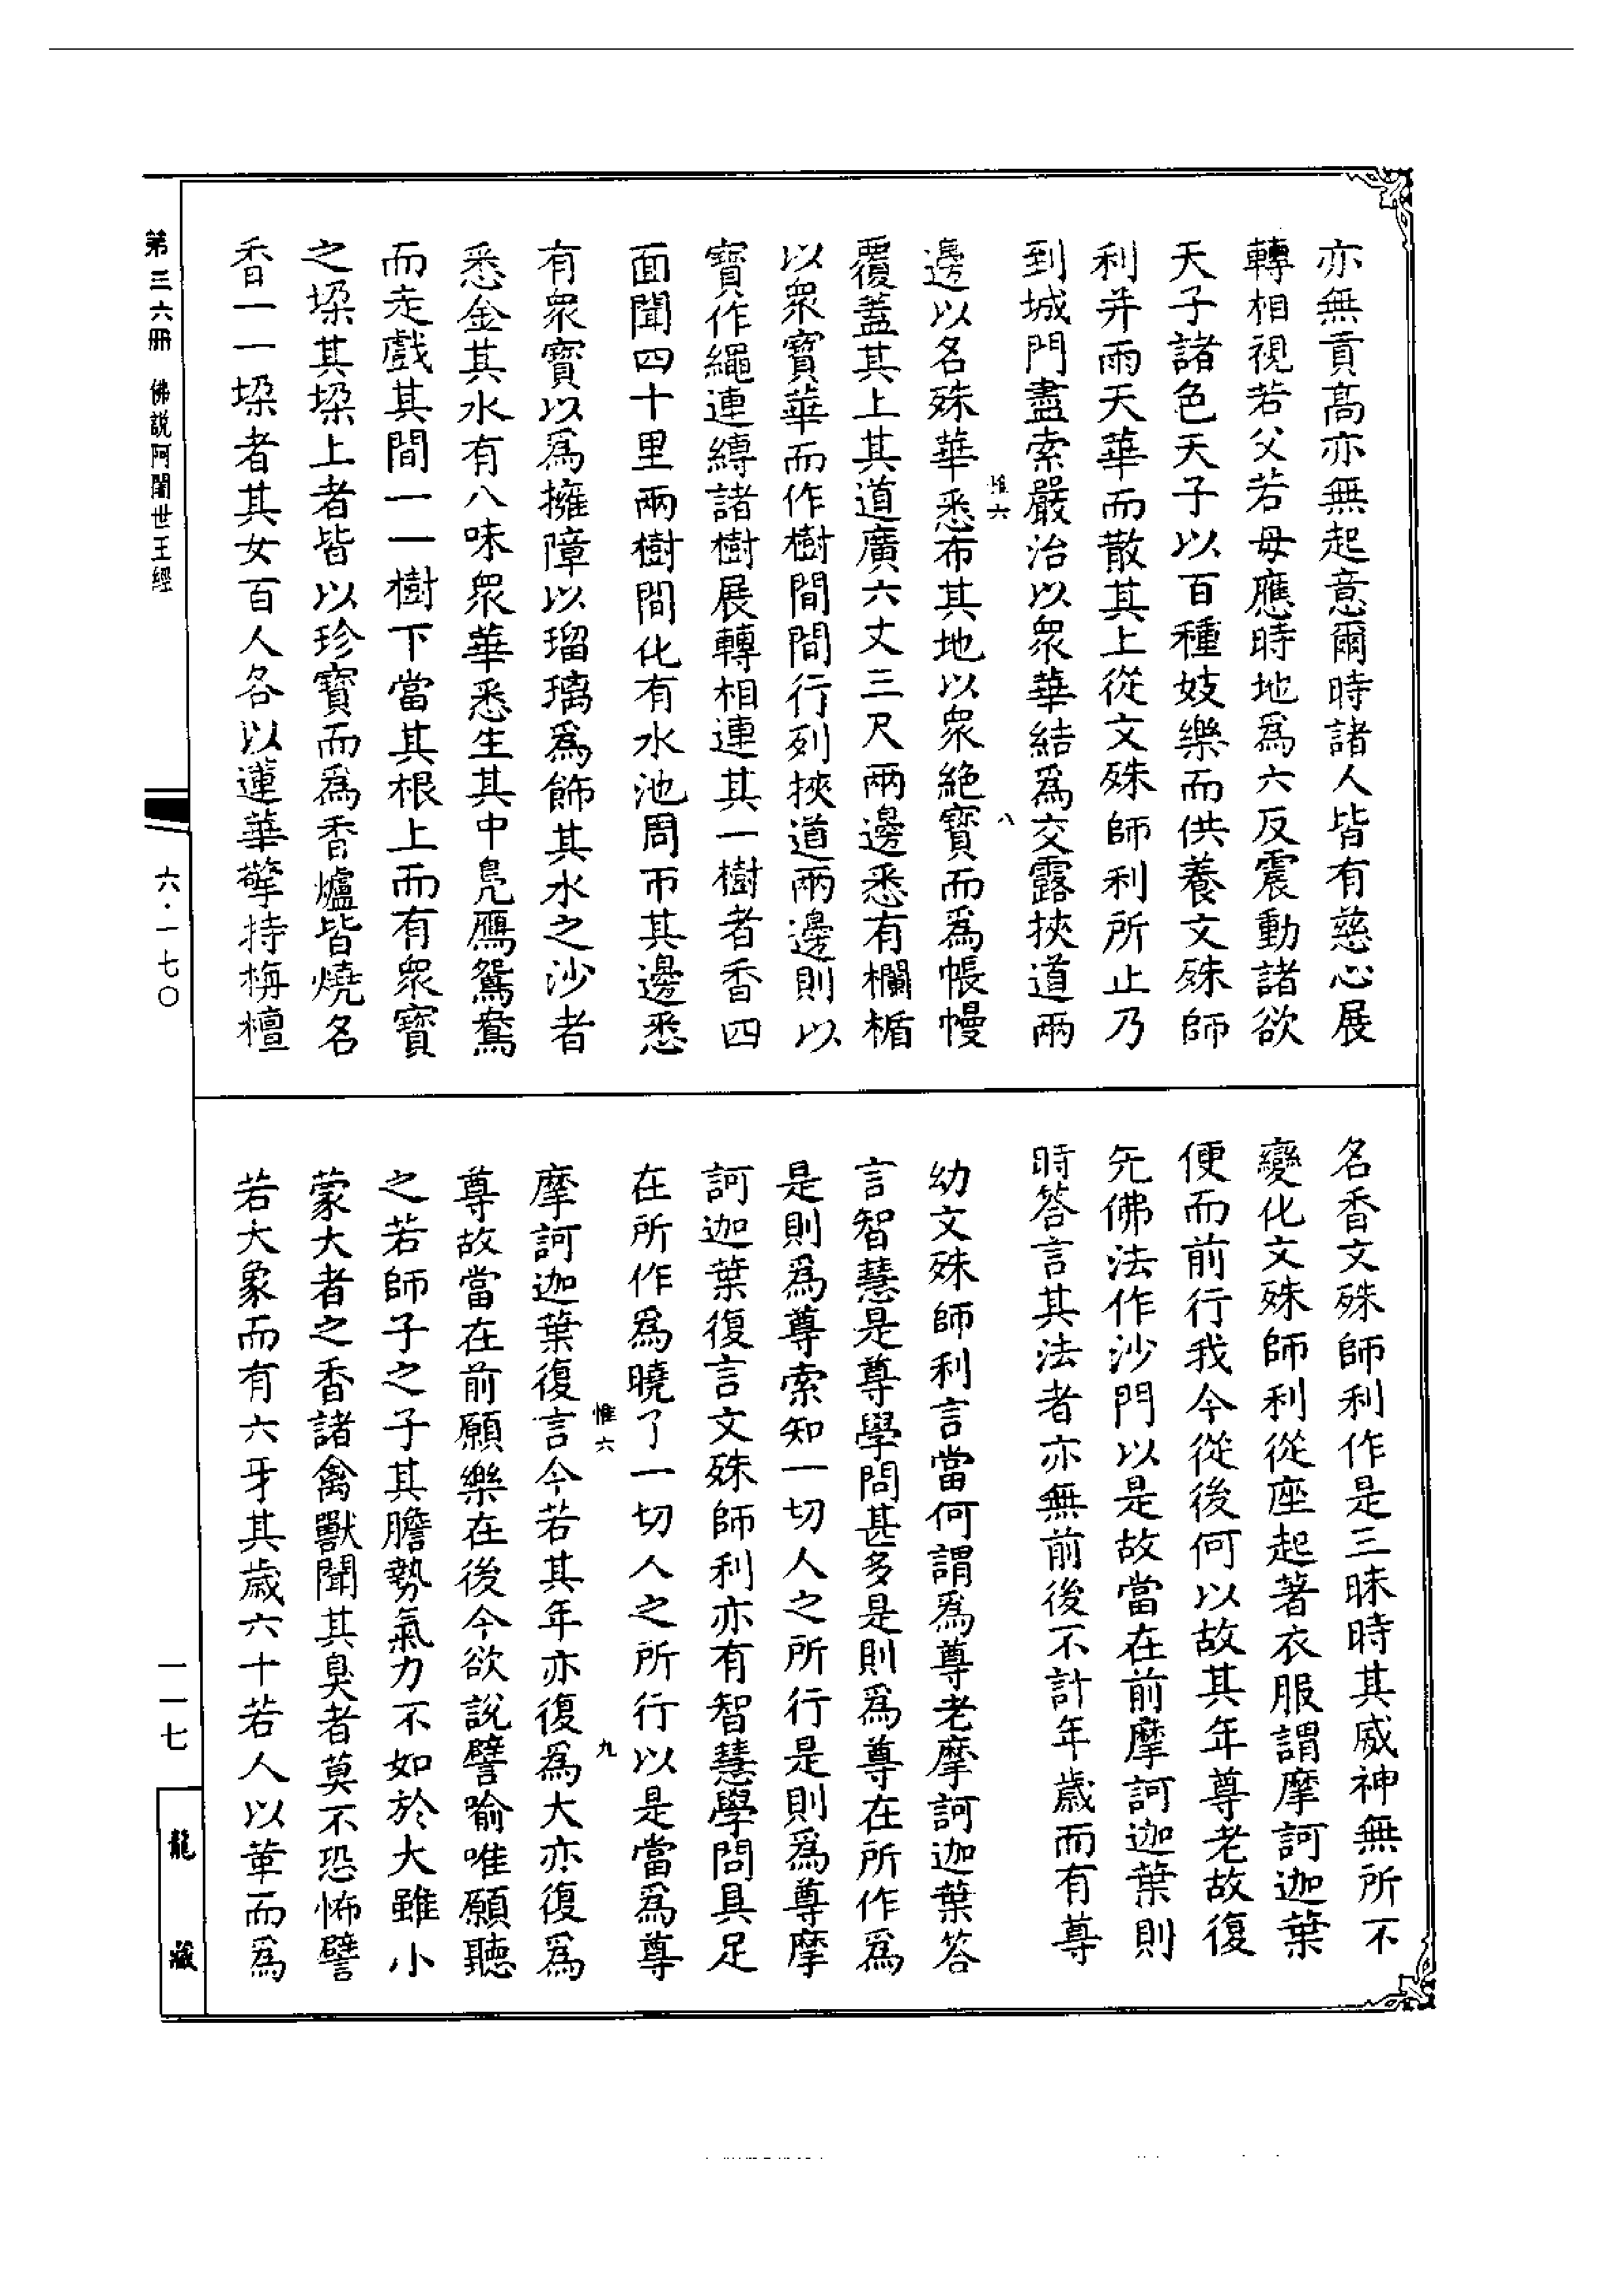 亦無貢高亦無起意爾時諸人皆有慈心展
轉相視若父若母應時地為六反震動諸欲
天子諸色天子以百種妓樂而供養文殊師
利并雨天華而散其上從文殊師利所止乃
到城門盡索嚴治以衆華結為交露挾道兩
惟六 八
邊以名殊華悉布其地以衆絶寶而為帳幔
覆蓋其上其道廣六丈三尺兩邊悉有欄楯
以衆寶華而作樹間間行列挾道兩邊則以
寶作繩連縛諸樹展轉相連其一樹者香四
面聞四十里兩樹間化有水池周帀其邊悉
有衆寶以為擁障以瑠璃為飾其水之沙者
悉金其水有八味衆華悉生其中鳧鴈鴛鴦
而走戲其間一一樹下當其根上而有衆寶
之垜其垜上者皆以珍寶而為香爐皆燒名
香一一垜者其女百人各以蓮華擎持栴檀
名香文殊師利作是三昧時其威神無所不
變化文殊師利從座起著衣服謂摩訶迦葉
便而前行我今從後何以故其年尊老故復
先佛法作沙門以是故當在前摩訶迦葉則
時答言其法者亦無前後不計年歲而有尊
幼文殊師利言當何謂為尊老摩訶迦葉答
言智慧是尊學問甚多是則為尊在所作為
是則為尊索知一切人之所行是則為尊摩
訶迦葉復言文殊師利亦有智慧學問具足
在所作為曉了一切人之所行以是當為尊
惟六 九
摩訶迦葉復言今若其年亦復為大亦復為
尊故當在前願樂在後今欲說譬喻唯願聽
之若師子之子其膽勢氣力不如於大雖小
蒙大者之香諸禽獸聞其臭者莫不恐怖譬
若大象而有六牙其歲六十若人以革而為
第三六冊 佛說阿闍世王經
六·一七〇
一一七
龍藏